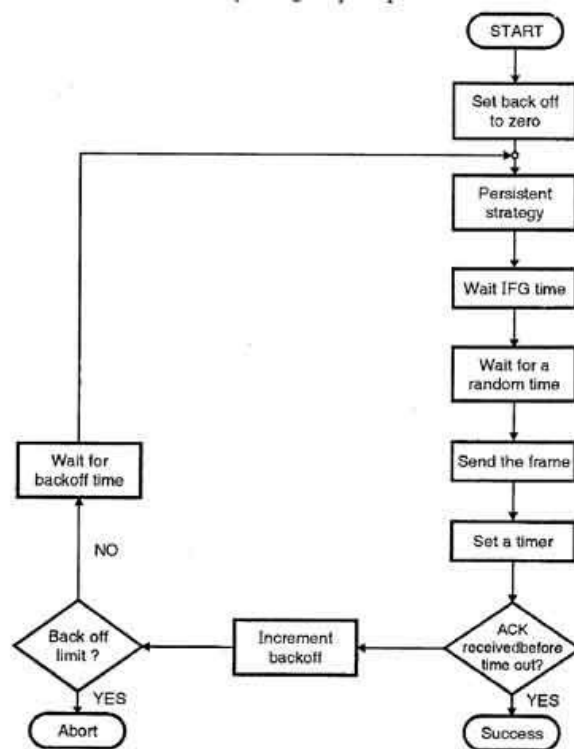 START
Set back off
to zero
Persistent
strategy
Wait IFG time
Wait for a
random time
Send the frame
Set a timer
ACK
receivedbefore
time out?
YES
Success
Increment
backoff
Back off
limit ?
YES
Abort
NO
Wait for
backoff time